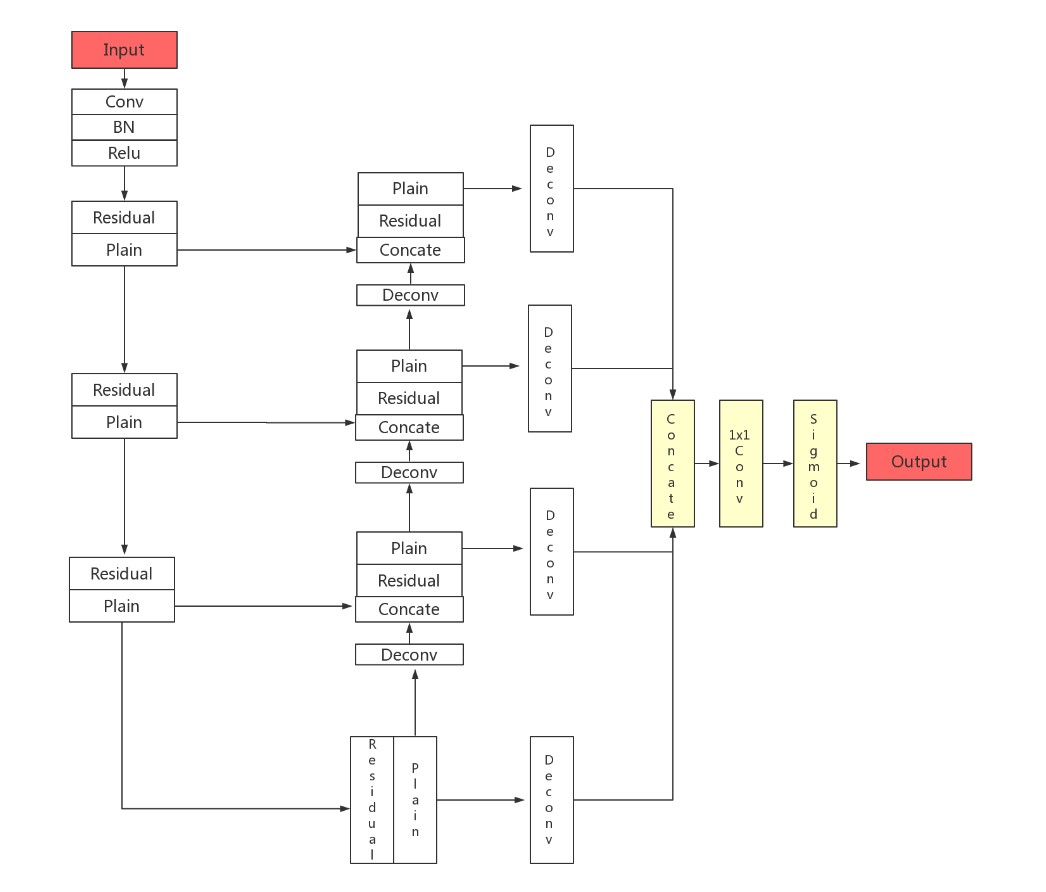 Input
Conv
BN
Relu
Residual
Plain
Residual
Plain
Residual
Plain
Plain
Residual
Concate
Deconv
Plain
Residual
Concate
Deconv
Plain
Residual
Concate
Deconv
Residual
Plain
Deconv
Deconv
Deconv
Deconv
Concate
1x1 Conv
Sigmoid
Output